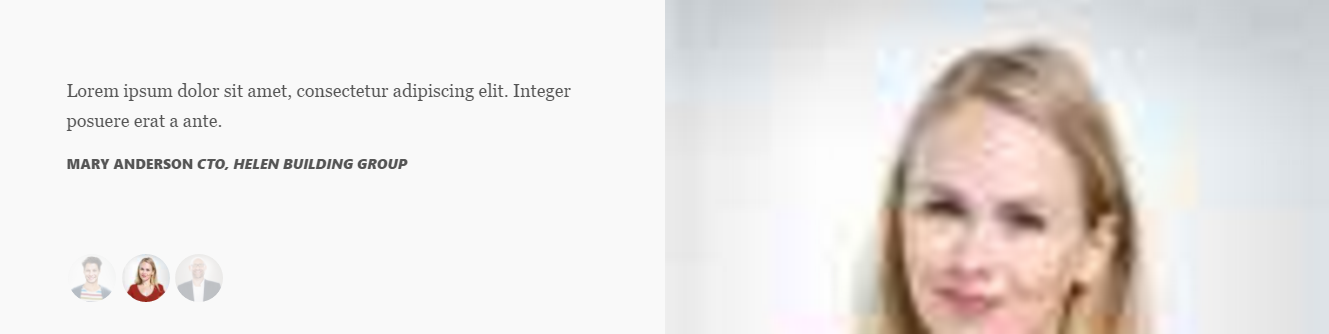 Lorem ipsum dolor sit amet, consectetur adipiscing elit. Integer
posuere erat a ante.
MARY ANDERSON CTO, HELEN BUILDING GROUP